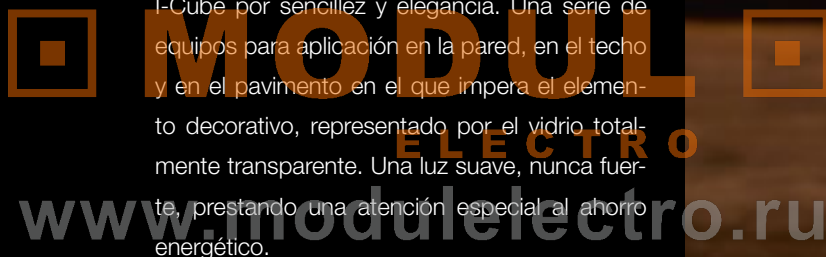 I-Cube por sencillez y elegancia. Una serie de
equipos para aplicación en la pared, en el techo
MODUL
y en el pavimento en el que impera el elemen-
to decorativo, representado por el vidrio total-
ELECTRO
mente transparente. Una luz suave, nunca fuer-
te, prestando una atención especial al ahorro
www.modulelectro.ru
energético.